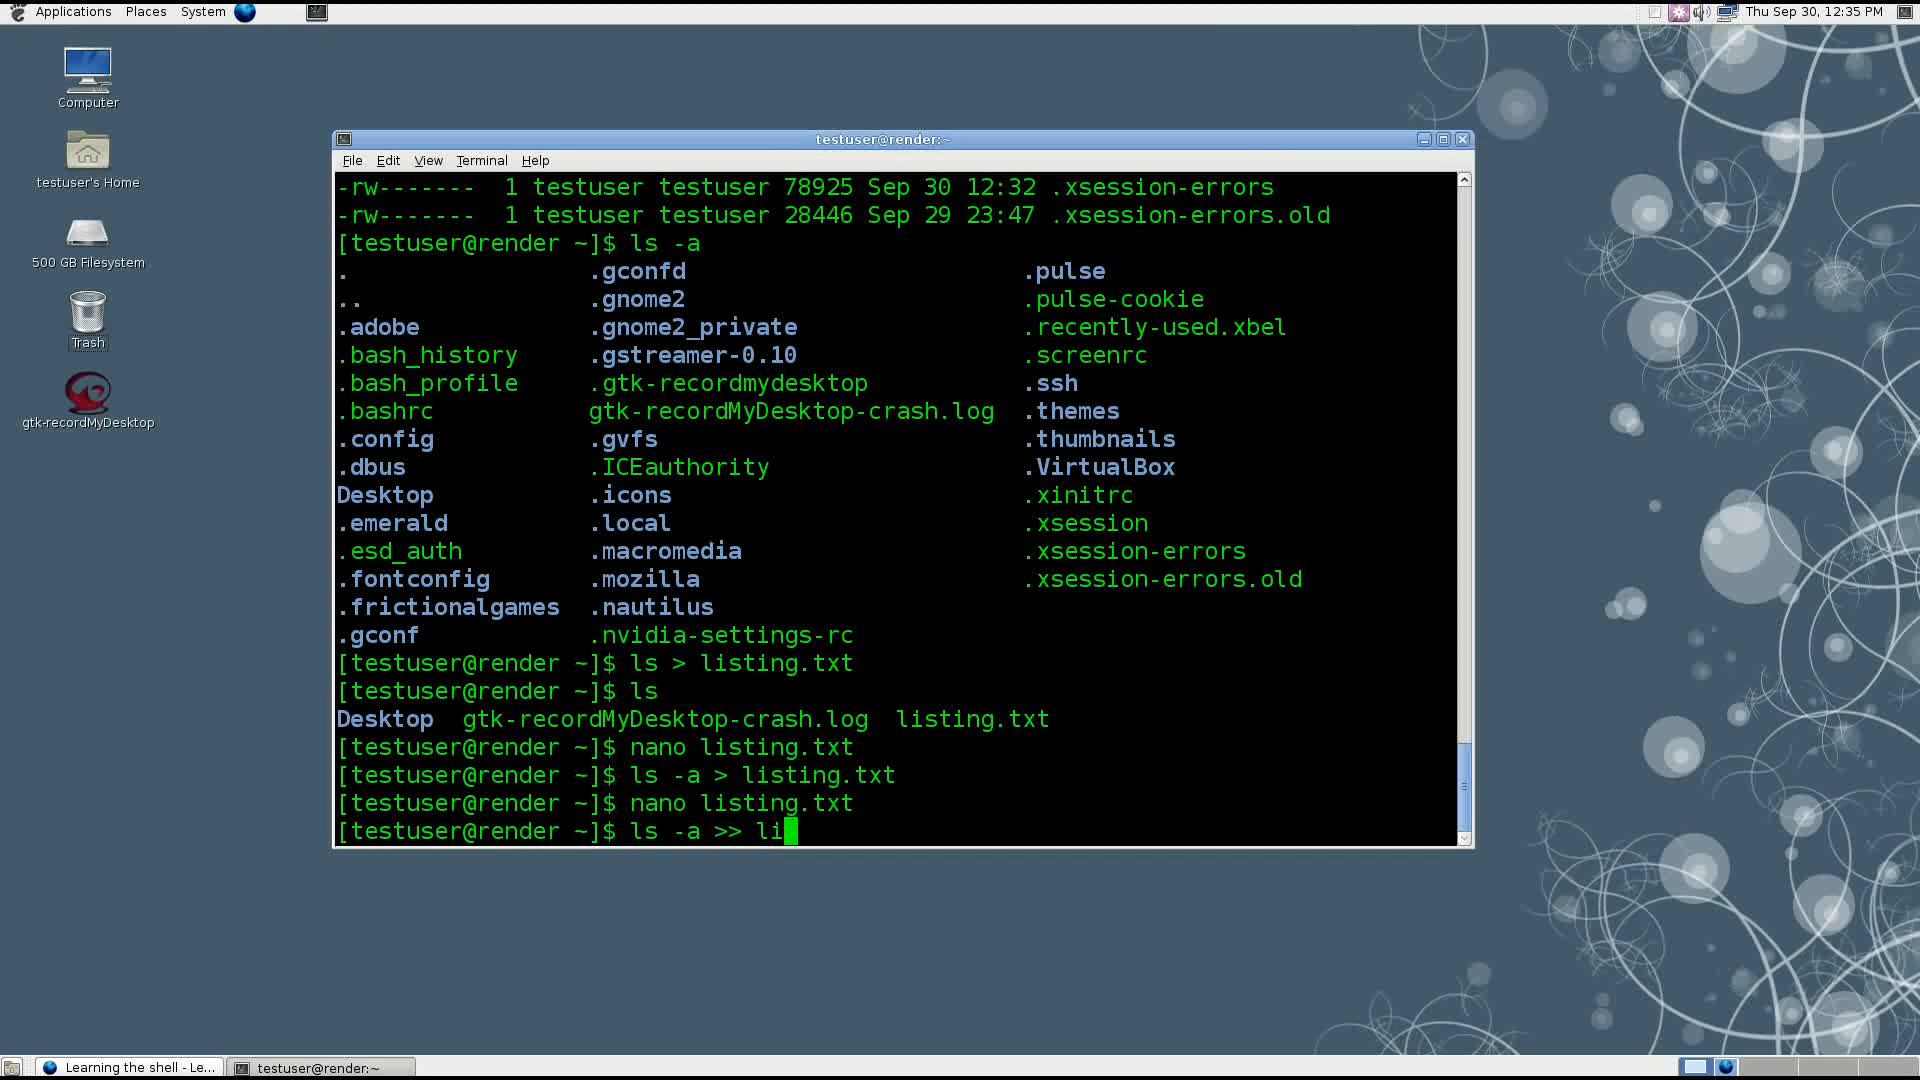 Applications Places System
Thu Sep 30, 12:35 PM
Computer
testuser's Home
500 GB Filesystem
Trash
gtk-recordMyDesktop
testuser@render:~
File Edit View Terminal Help
-rw------- 1 testuser testuser 78925 Sep 30 12:32 .xsession-errors
-rw------- 1 testuser testuser 28446 Sep 29 23:47 .xsession-errors.old
[testuser@render ~]$ ls -a
. .gconfd .pulse
.. .gnome2 .pulse-cookie
.adobe .gnome2_private .recently-used.xbel
.bash_history .gstreamer-0.10 .screenrc
.bash_profile .gtk-recordmydesktop .ssh
.bashrc gtk-recordMyDesktop-crash.log .themes
.config .gvfs .thumbnails
.dbus .ICEauthority .VirtualBox
Desktop .icons .xinitrc
.emerald .local .xsession
.esd_auth .macromedia .xsession-errors
.fontconfig .mozilla .xsession-errors.old
.frictionalgames .nautilus
.gconf .nvidia-settings-rc
[testuser@render ~]$ ls > listing.txt
[testuser@render ~]$ ls
Desktop gtk-recordMyDesktop-crash.log listing.txt
[testuser@render ~]$ nano listing.txt
[testuser@render ~]$ ls -a > listing.txt
[testuser@render ~]$ nano listing.txt
[testuser@render ~]$ ls -a >> li
Learning the shell - Le... testuser@render:~